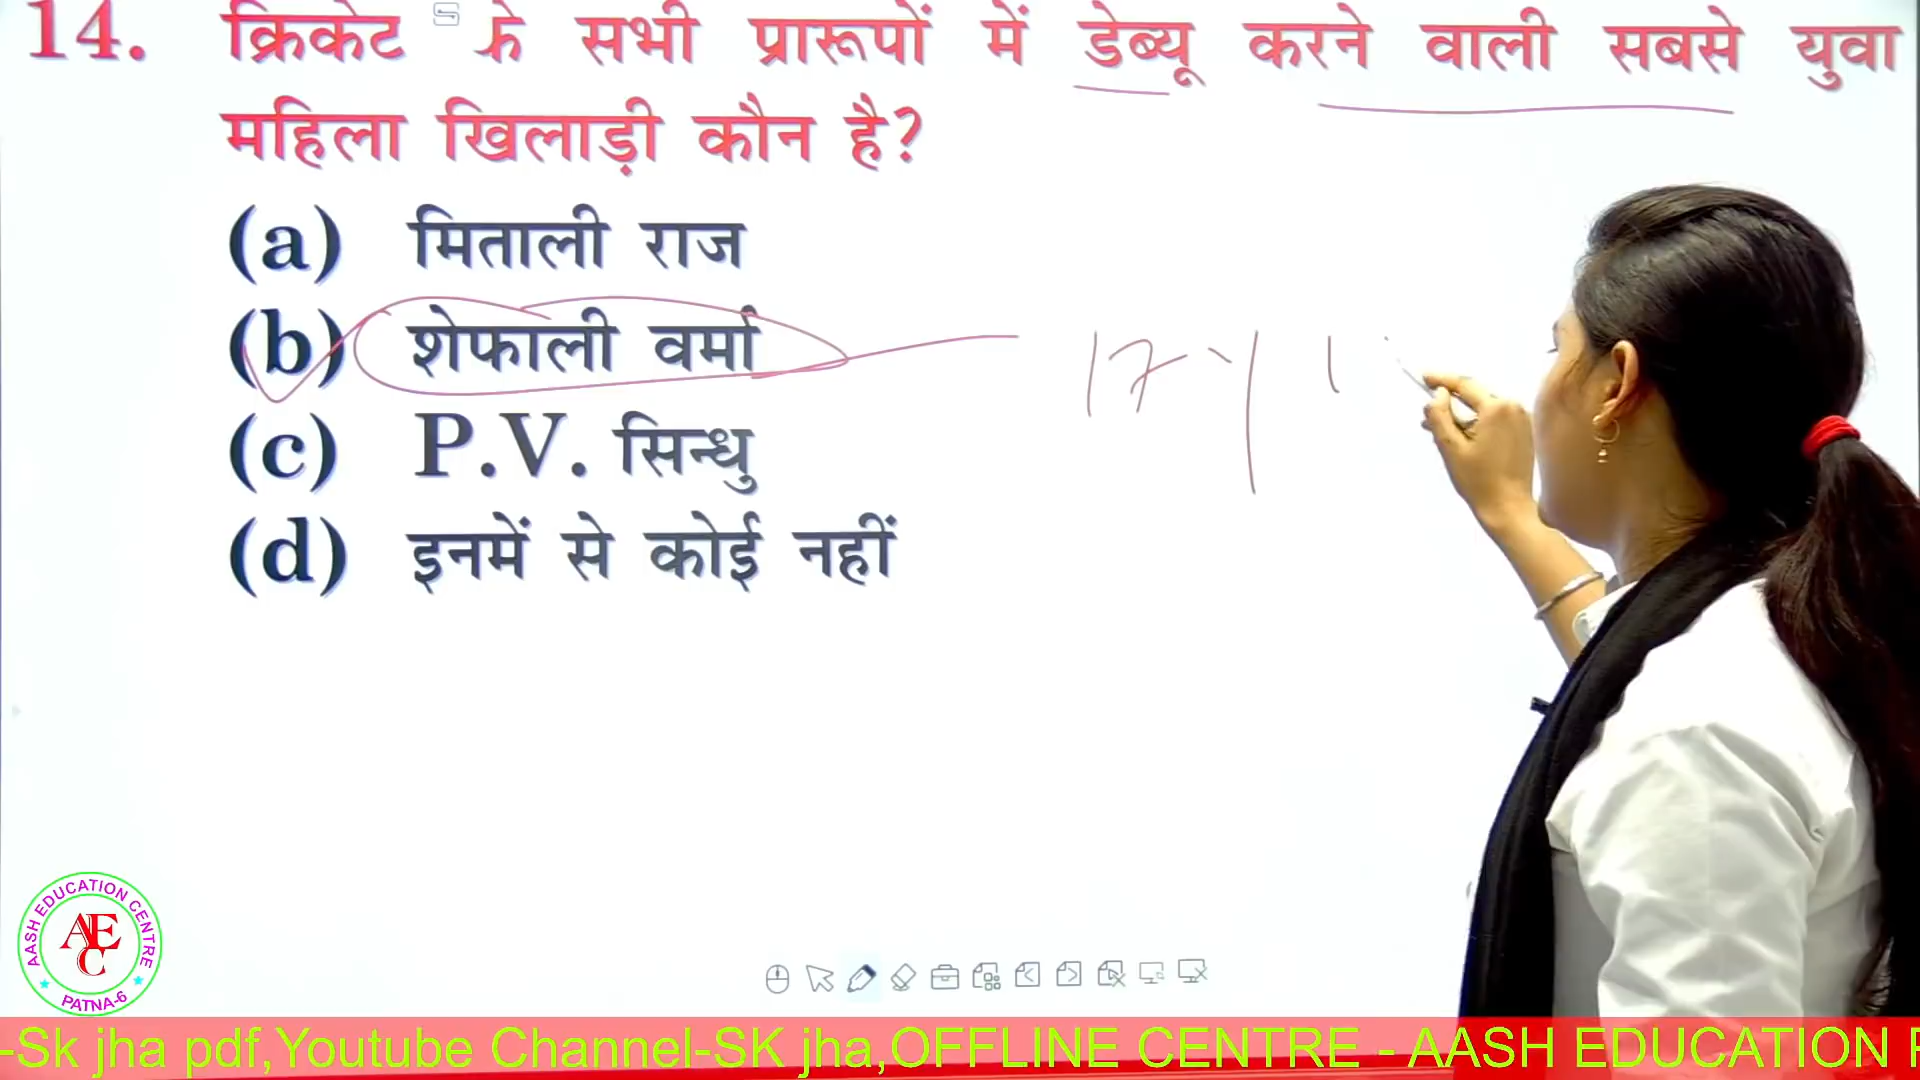 14. क्रिकेट के सभी प्रारूपों में डेब्यू करने वाली सबसे युवा
महिला खिलाड़ी कौन है?
(a) मिताली राज
(b) शेफाली वर्मा
17 y 1
(c) P.V. सिन्धु
(d) इनमें से कोई नहीं
AASH EDUCATION CENTRE
AEC
PATNA-6
-Sk jha pdf,Youtube Channel-SK jha,OFFLINE CENTRE - AASH EDUCATION